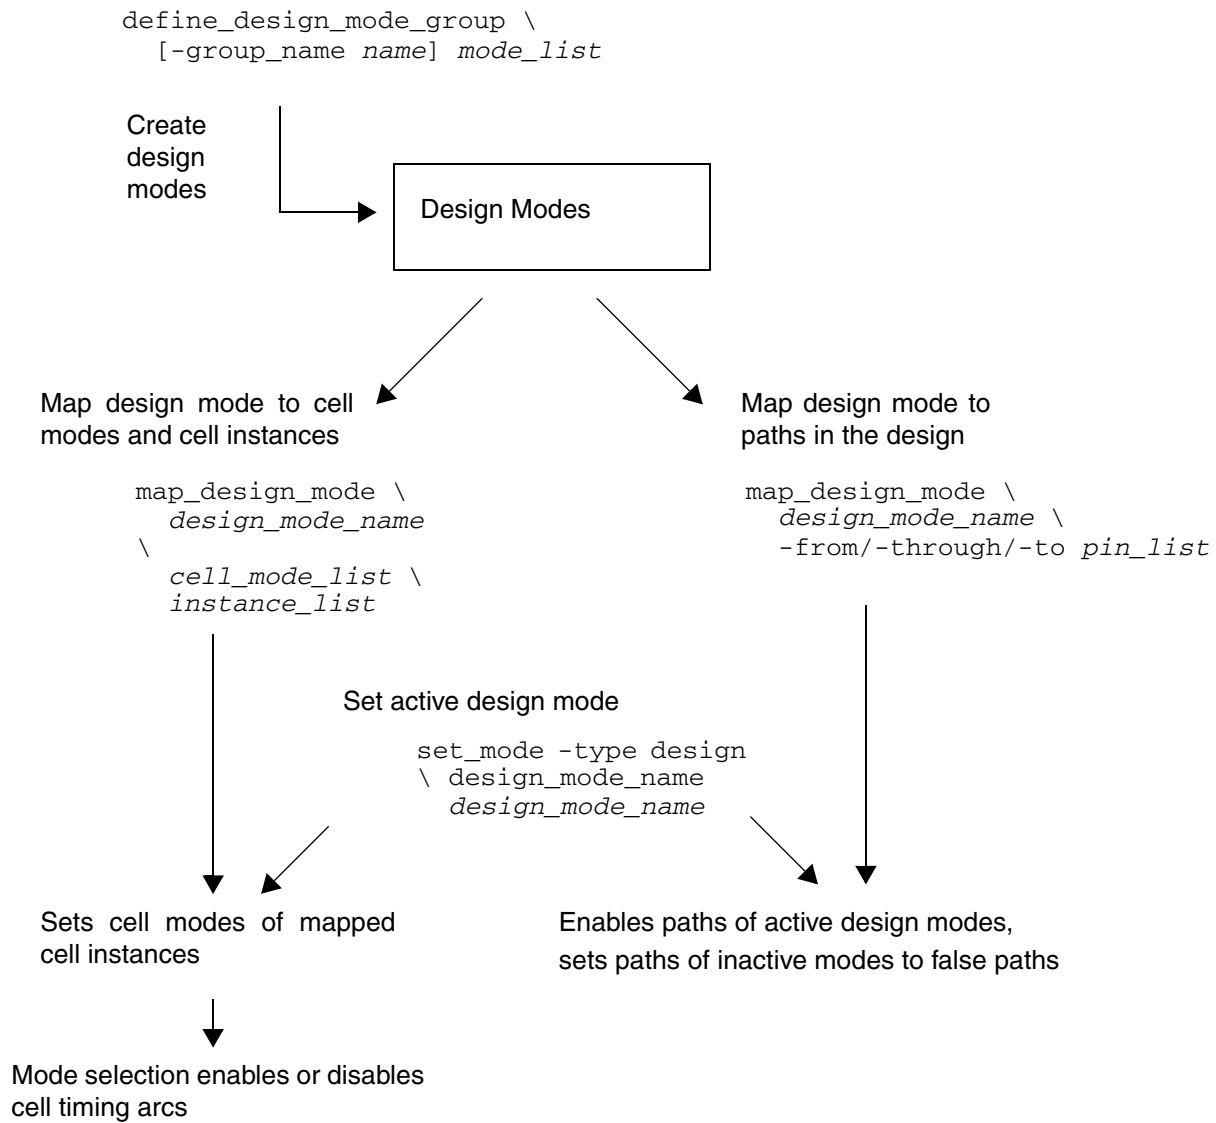 define_design_mode_group \
[-group_name name] mode_list
Create
design
modes
Design Modes
Map design mode to cell
modes and cell instances
map_design_mode \
design_mode_name
\
cell_mode_list \
instance_list
Map design mode to
paths in the design
map_design_mode \
design_mode_name \
-from/-through/-to pin_list
Set active design mode
set_mode -type design
\ design_mode_name
design_mode_name
Sets cell modes of mapped
cell instances
Enables paths of active design modes,
sets paths of inactive modes to false paths
Mode selection enables or disables
cell timing arcs